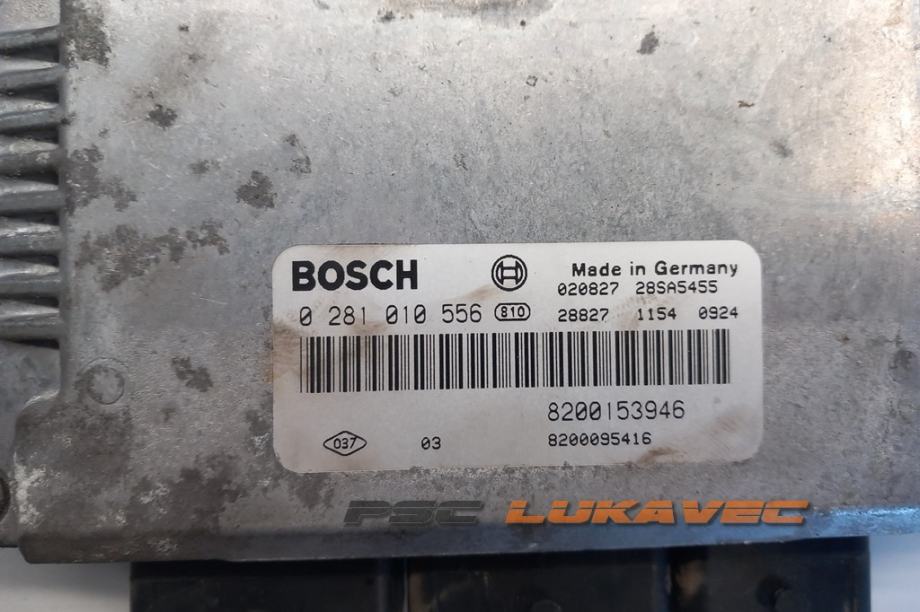 BOSCH Made in Germany
020827 28SA5455
0 281 010 556 810 28827 1154 0924
8200153946
037 03 8200095416
PSC LUKAVEC